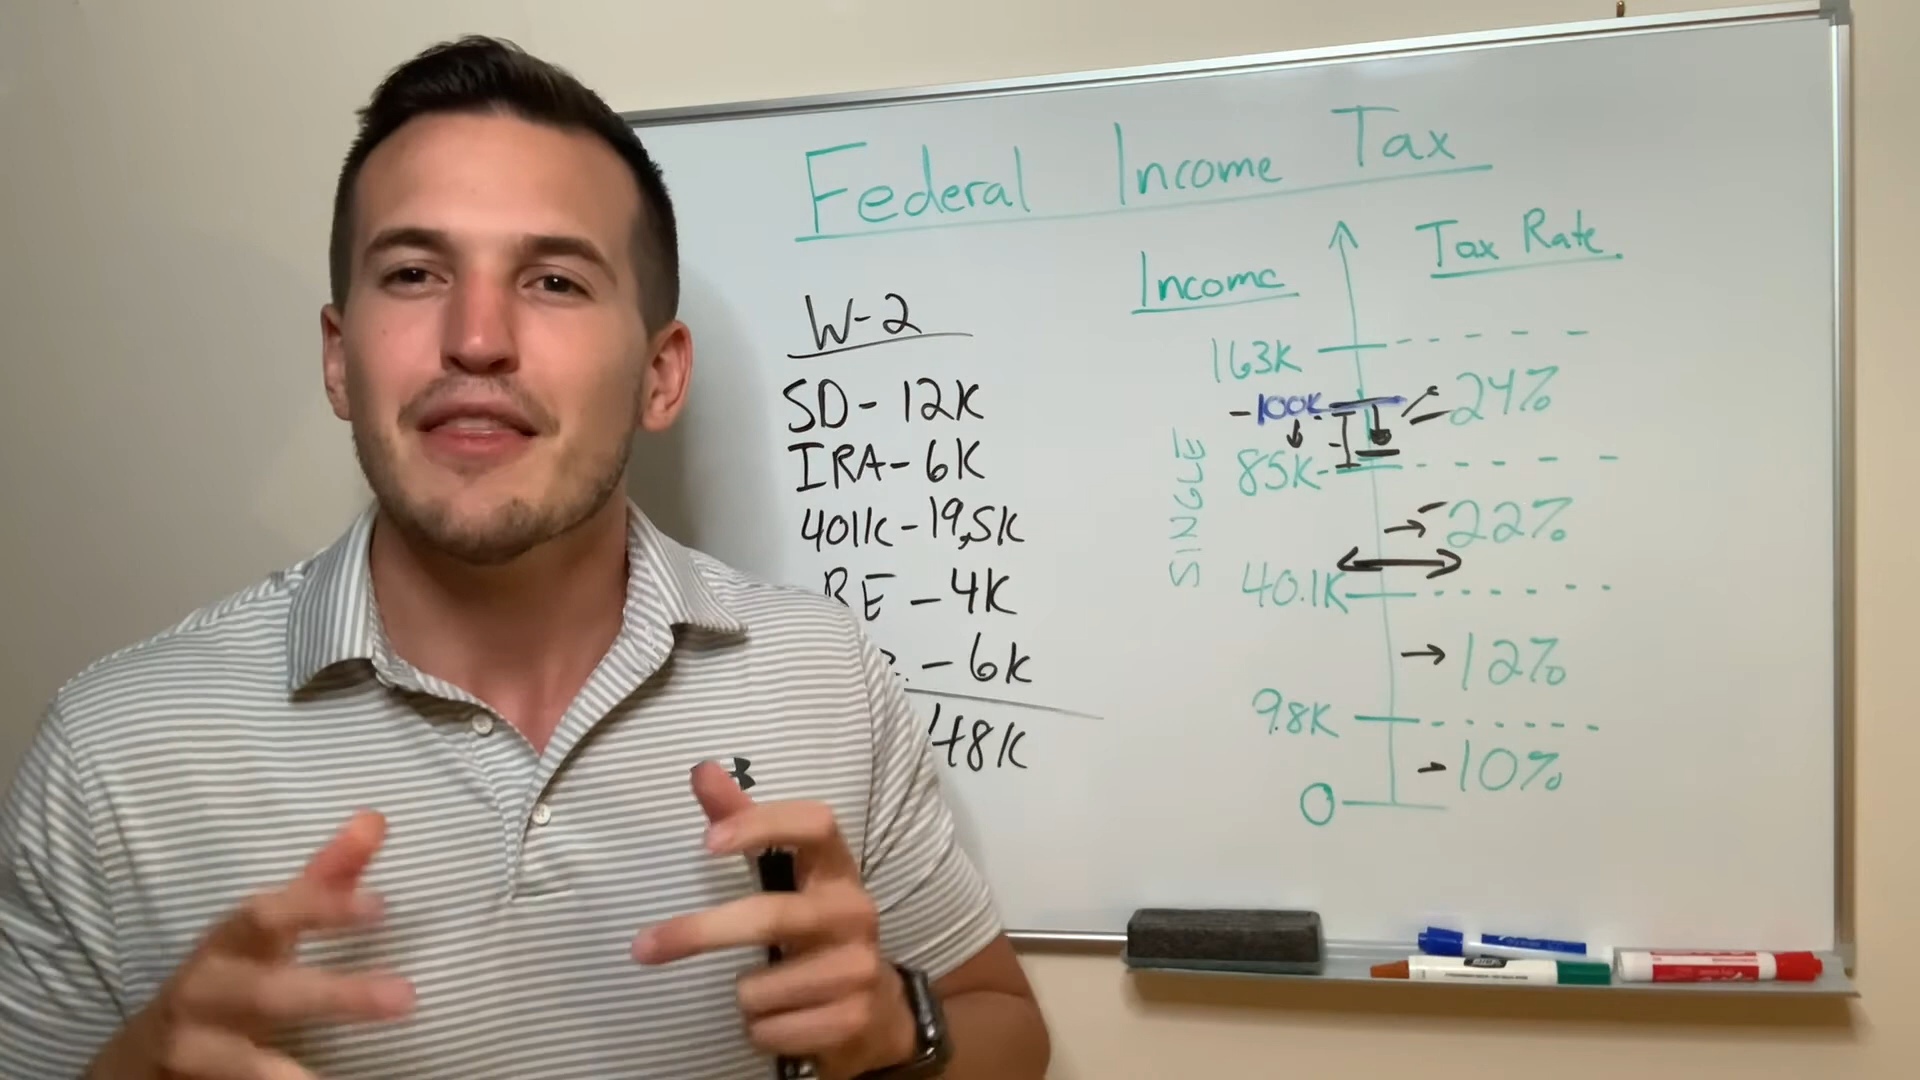 Federal Income Tax
W-2
SD - 12K
IRA - 6K
401K - 19,5K
RE - 4K
- 6K
48K
Income
Tax Rate
SINGLE
163K
24%
-100K
85K
22%
40.1K
12%
9.8K
10%
0